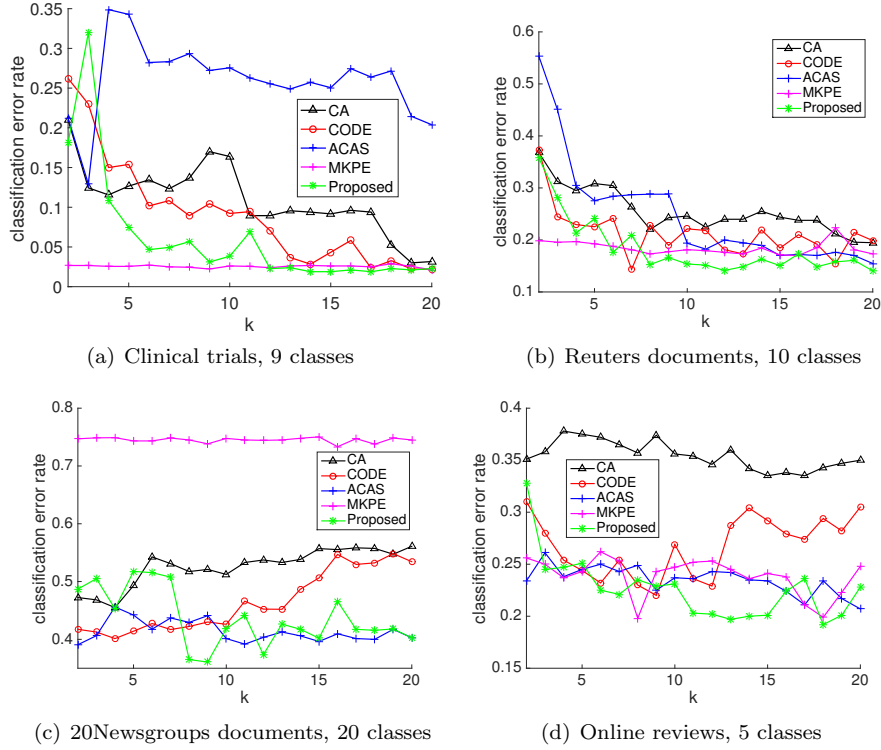 0.35
0.3
0.25
0.2
0.15
0.1
0.05
0
classification error rate
5 10 15 20
k
CA
CODE
ACAS
MKPE
Proposed
(a) Clinical trials, 9 classes
0.6
0.5
0.4
0.3
0.2
0.1
classification error rate
5 10 15 20
k
CA
CODE
ACAS
MKPE
Proposed
(b) Reuters documents, 10 classes
0.8
0.7
0.6
0.5
0.4
classification error rate
5 10 15 20
k
CA
CODE
ACAS
MKPE
Proposed
(c) 20Newsgroups documents, 20 classes
0.4
0.35
0.3
0.25
0.2
0.15
classification error rate
5 10 15 20
k
CA
CODE
ACAS
MKPE
Proposed
(d) Online reviews, 5 classes